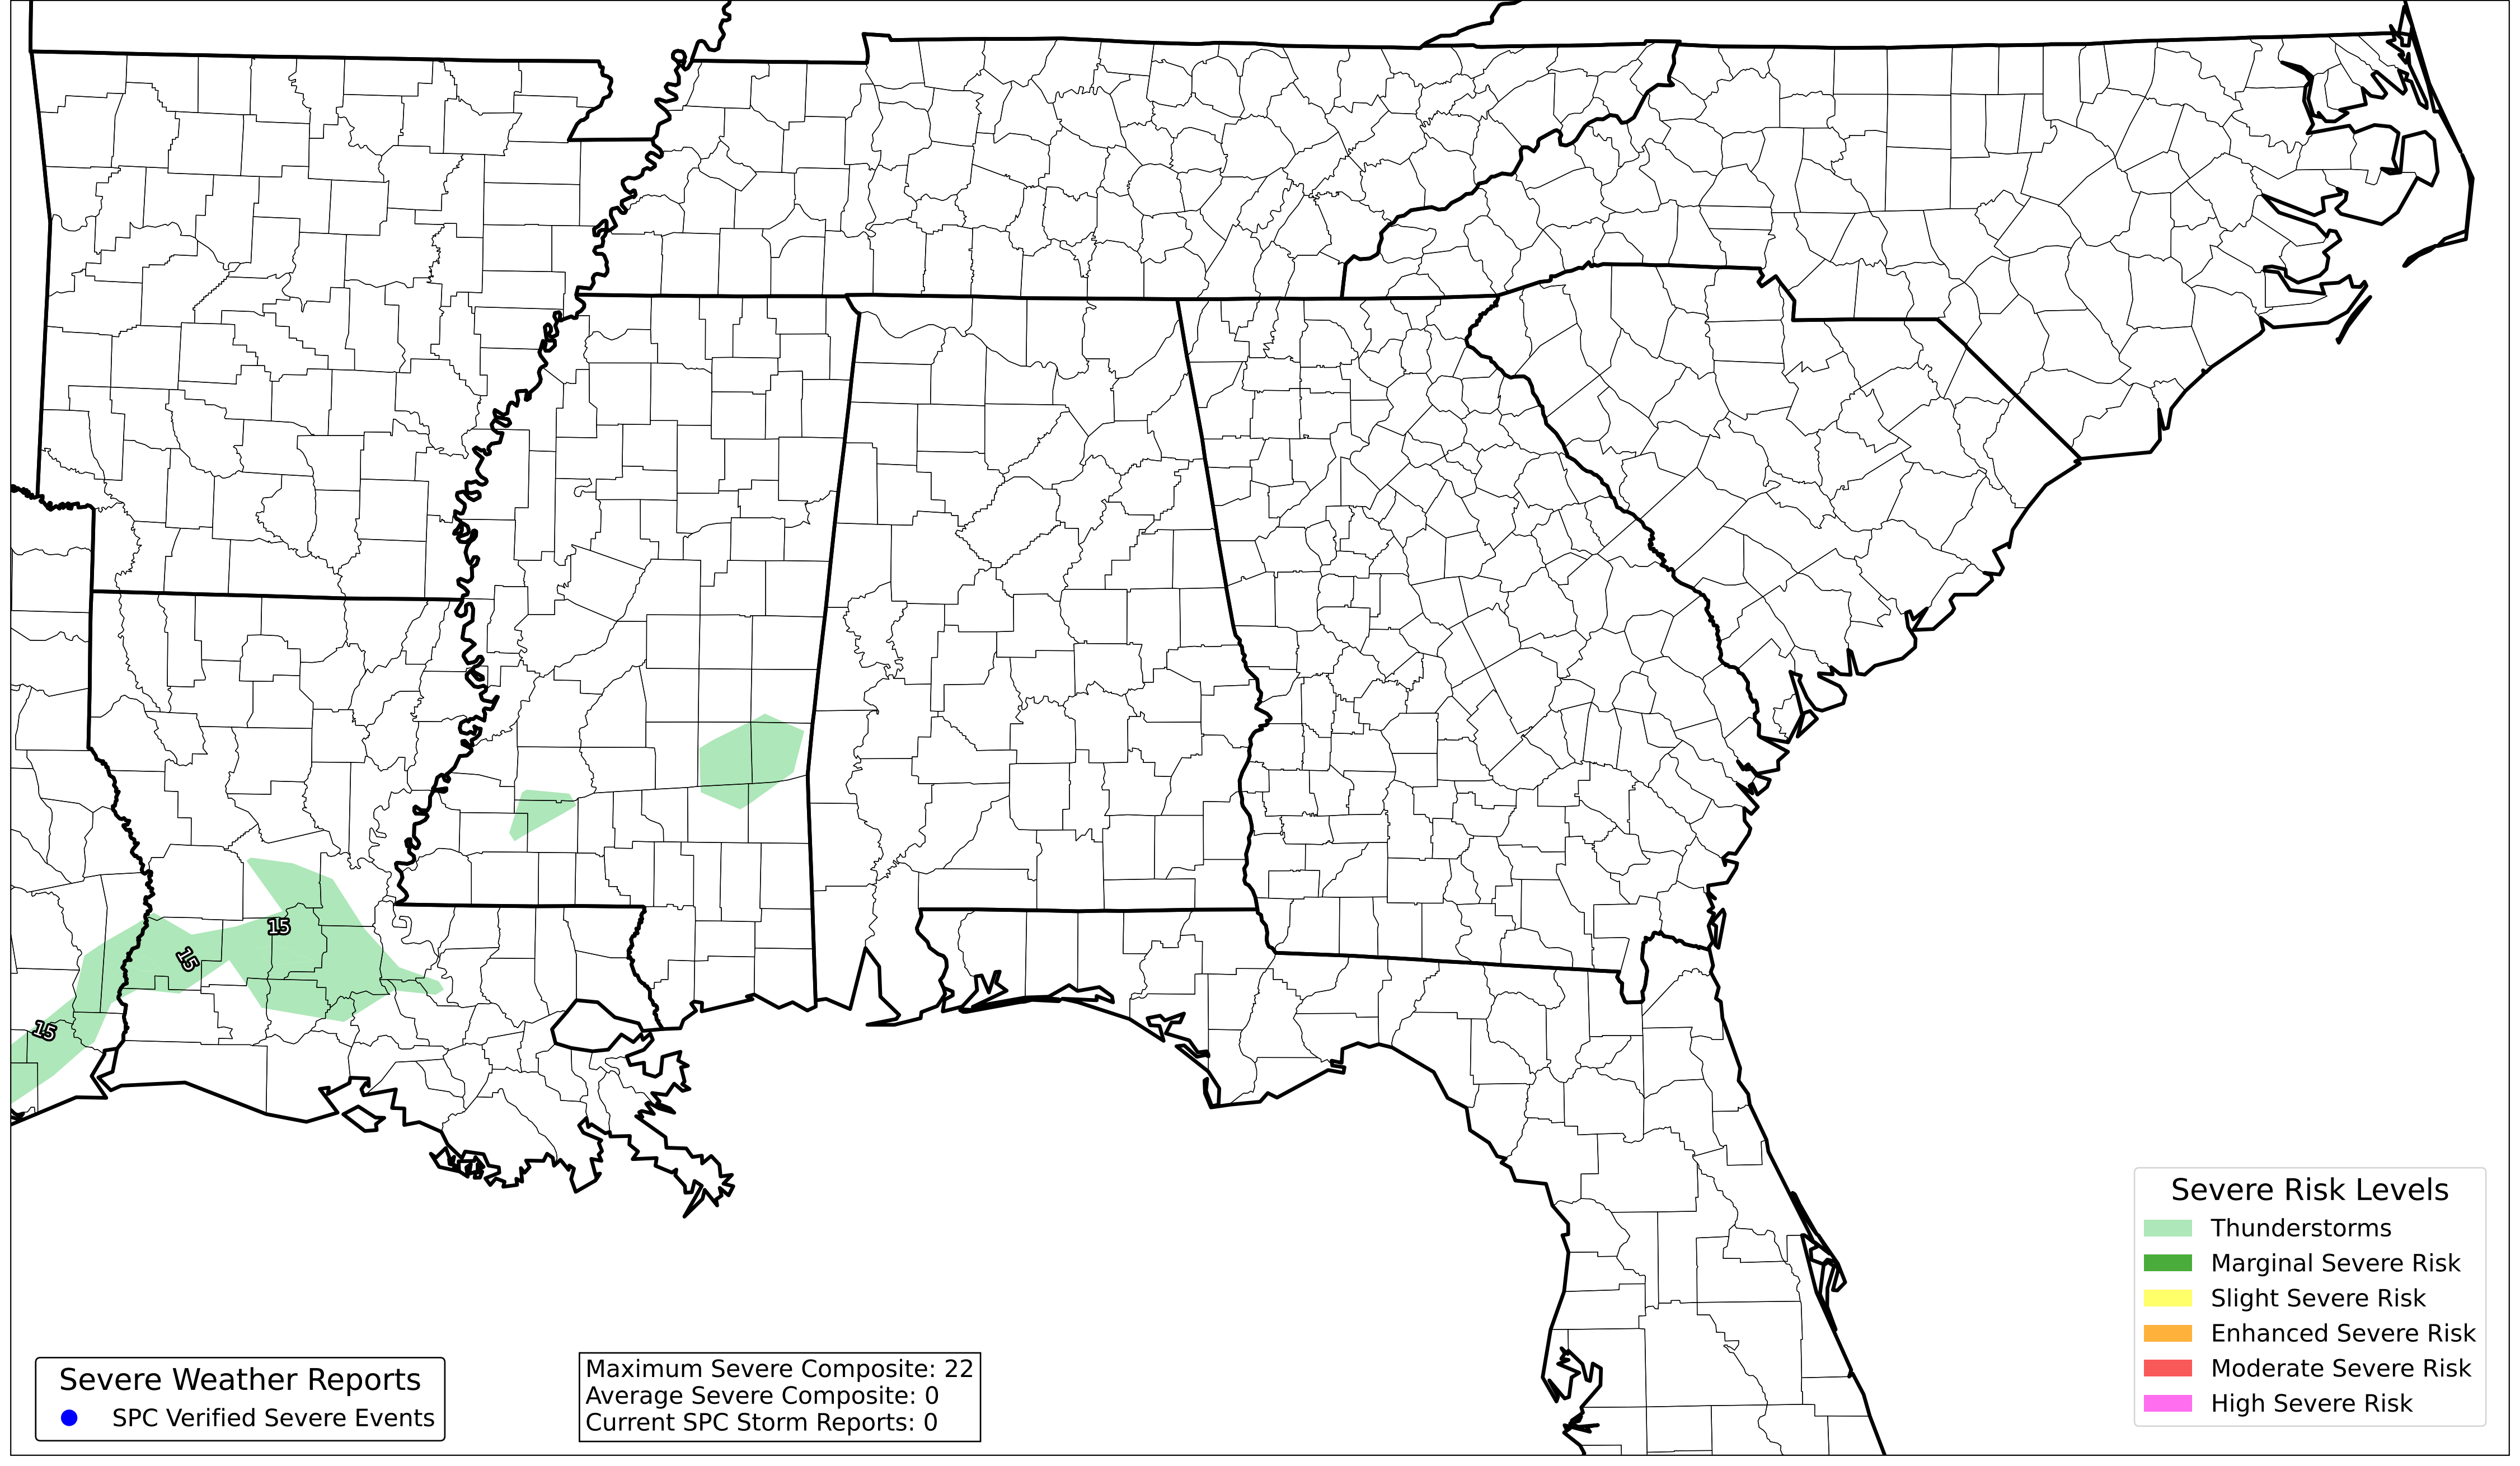 15
15
15
Severe Weather Reports
SPC Verified Severe Events
Maximum Severe Composite: 22
Average Severe Composite: 0
Current SPC Storm Reports: 0
Severe Risk Levels
Thunderstorms
Marginal Severe Risk
Slight Severe Risk
Enhanced Severe Risk
Moderate Severe Risk
High Severe Risk